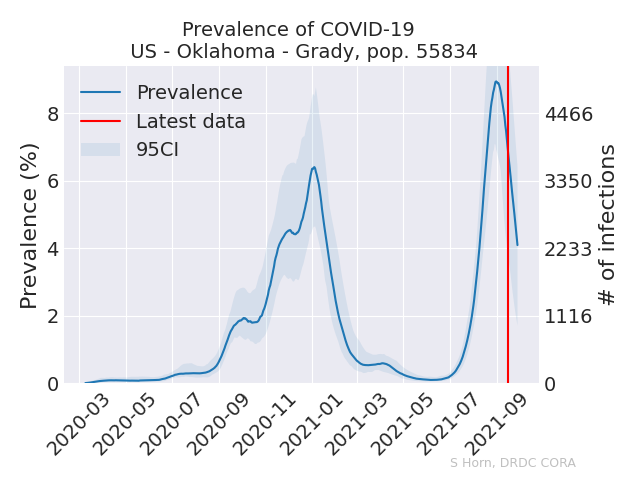 Prevalence of COVID-19
US - Oklahoma - Grady, pop. 55834
Prevalence
Latest data
95CI
Prevalence (%)
8
6
4
2
0
4466
3350
2233
1116
0
# of infections
2020-03
2020-05
2020-07
2020-09
2020-11
2021-01
2021-03
2021-05
2021-07
2021-09
S Horn, DRDC CORA